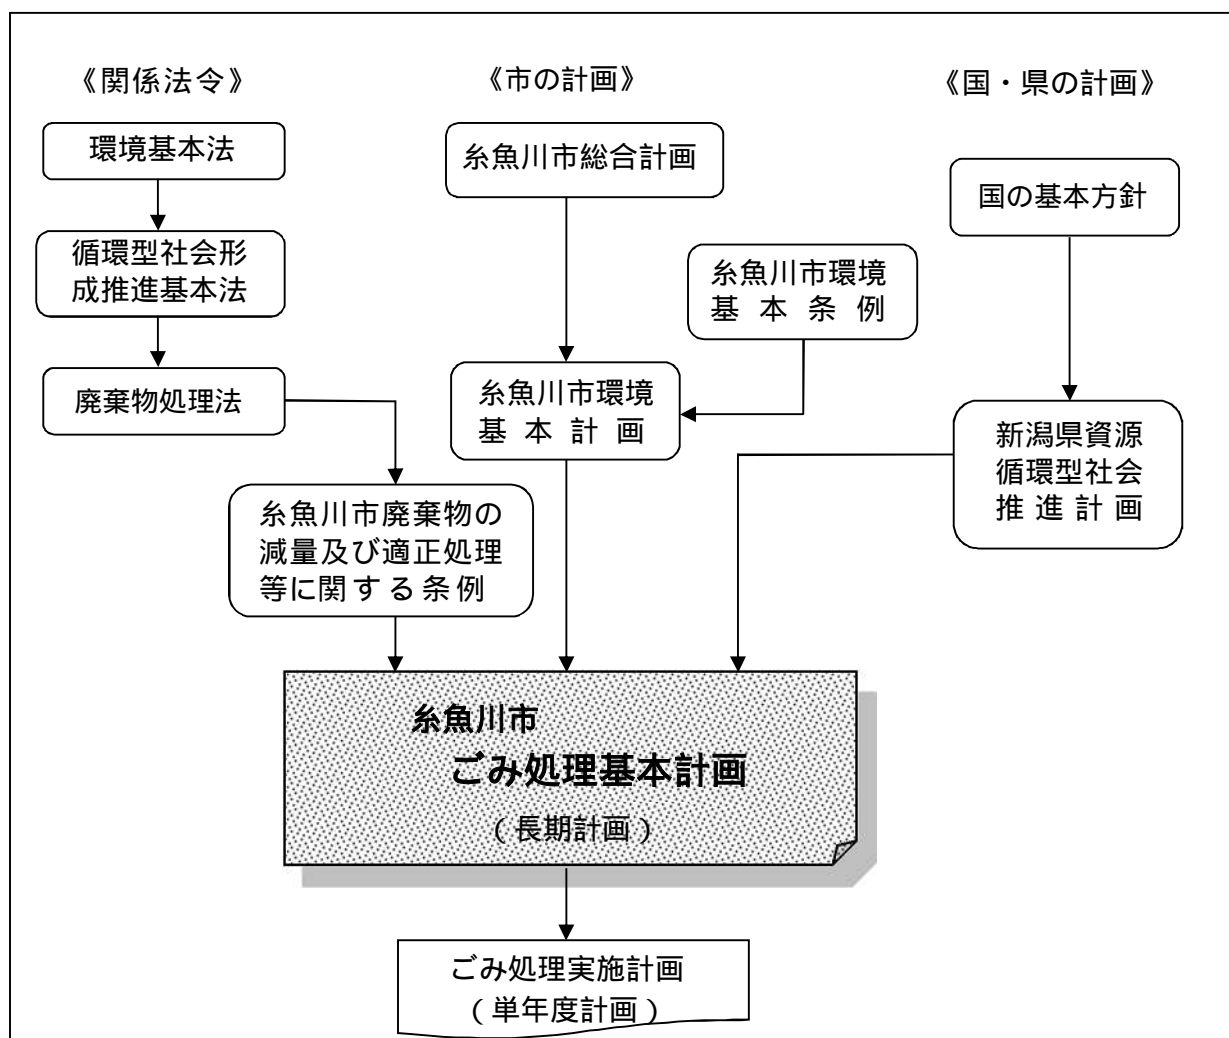 《関係法令》
環境基本法
循環型社会形
成推進基本法
廃棄物処理法
糸魚川市廃棄物の
減量及び適正処理
等に関する条例
《市の計画》
糸魚川市総合計画
糸魚川市環境
基本条例
糸魚川市環境
基本計画
《国・県の計画》
国の基本方針
新潟県資源
循環型社会
推進計画
糸魚川市
ごみ処理基本計画
(長期計画)
ごみ処理実施計画
(単年度計画)